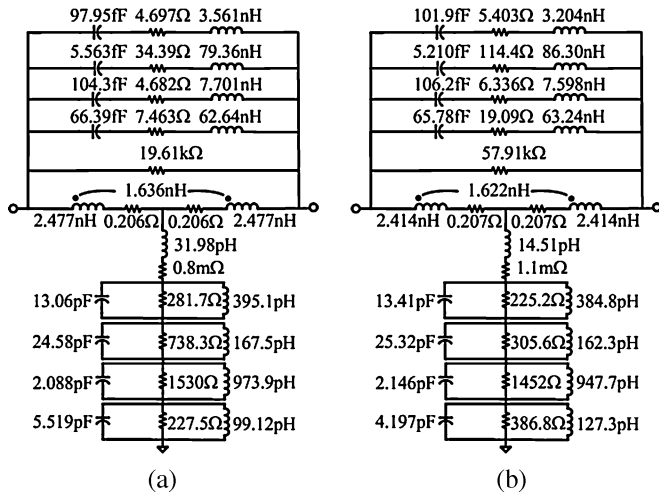 97.95fF 4.697Ω 3.561nH
5.563fF 34.39Ω 79.36nH
104.3fF 4.682Ω 7.701nH
66.39fF 7.463Ω 62.64nH
19.61kΩ
1.636nH
2.477nH 0.206Ω 0.206Ω 2.477nH
31.98pH
0.8mΩ
13.06pF 281.7Ω 395.1pH
24.58pF 738.3Ω 167.5pH
2.088pF 1530Ω 973.9pH
5.519pF 227.5Ω 99.12pH
(a)
101.9fF 5.403Ω 3.204nH
5.210fF 114.4Ω 86.30nH
106.2fF 6.336Ω 7.598nH
65.78fF 19.09Ω 63.24nH
57.91kΩ
1.622nH
2.414nH 0.207Ω 0.207Ω 2.414nH
14.51pH
1.1mΩ
13.41pF 225.2Ω 384.8pH
25.32pF 305.6Ω 162.3pH
2.146pF 1452Ω 947.7pH
4.197pF 386.8Ω 127.3pH
(b)